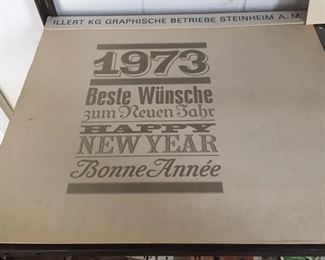 ILLERT KG GRAPHISCHE BETRIEBE STEINHEIM A. M.
1973
Beste Wünsche
zum Neuen Jahr
HAPPY
NEW YEAR
Bonne Année